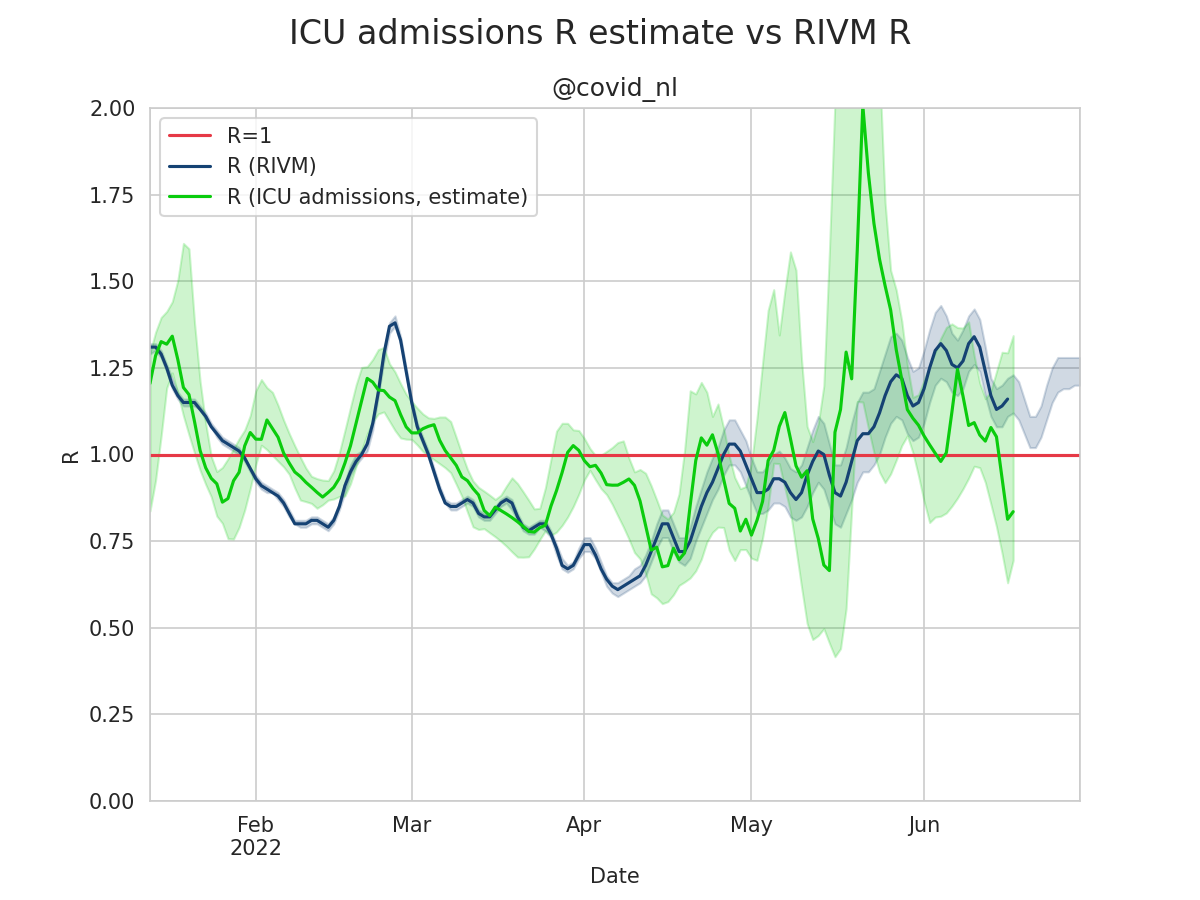 ICU admissions R estimate vs RIVM R
@covid_nl
R=1
R (RIVM)
R (ICU admissions, estimate)
2.00
1.75
1.50
1.25
1.00
0.75
0.50
0.25
0.00
R
Feb
2022
Mar
Apr
May
Jun
Date